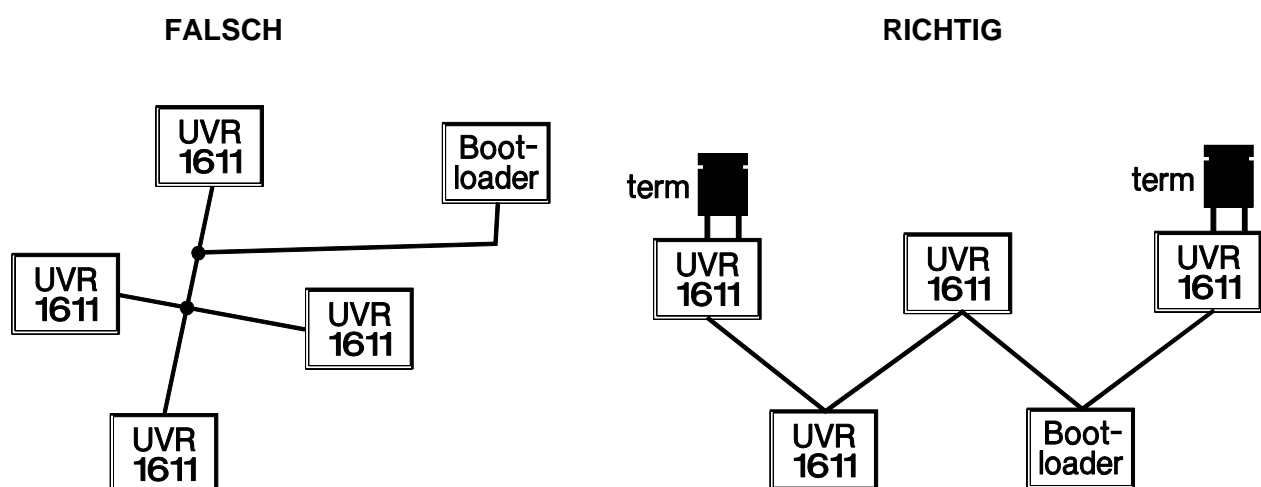 FALSCH
UVR
1611
Boot-
loader
UVR
1611
UVR
1611
UVR
1611
RICHTIG
term
term
UVR
1611
UVR
1611
UVR
1611
UVR
1611
Boot-
loader